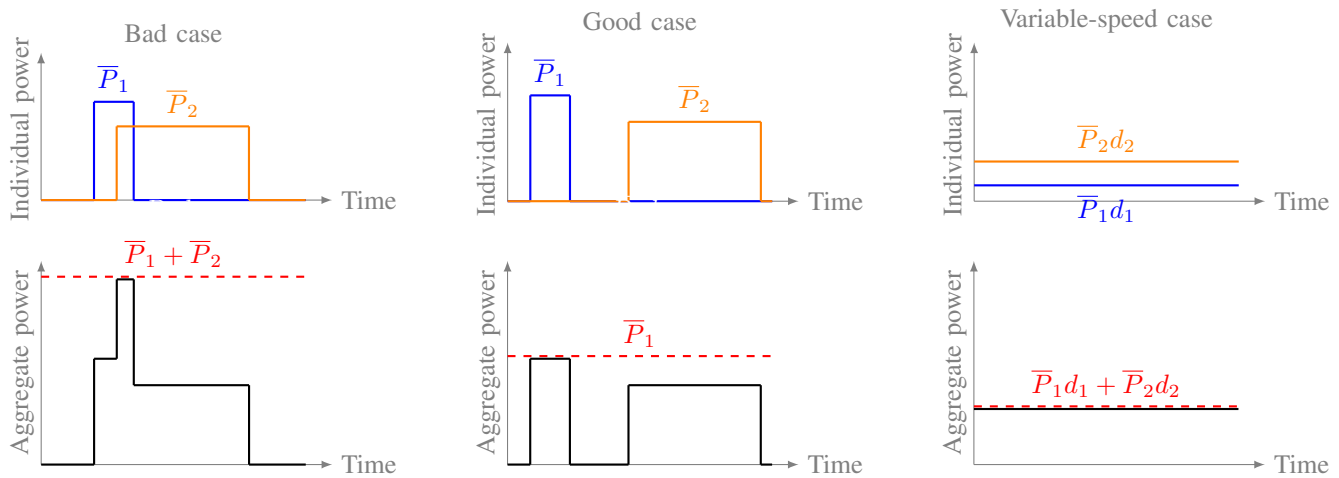 Bad case
Individual power
P̅₁
P̅₂
Time
Good case
Individual power
P̅₁
P̅₂
Time
Variable-speed case
Individual power
P̅₂d₂
P̅₁d₁
Time
Aggregate power
P̅₁ + P̅₂
Time
Aggregate power
P̅₁
Time
Aggregate power
P̅₁d₁ + P̅₂d₂
Time